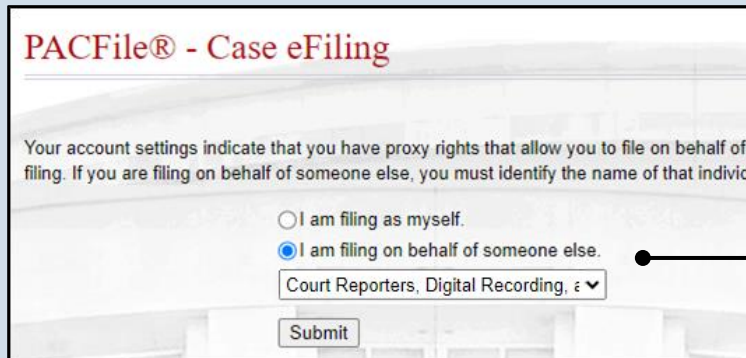 PACFile® - Case eFiling
Your account settings indicate that you have proxy rights that allow you to file on behalf of
filing. If you are filing on behalf of someone else, you must identify the name of that
I am filing as myself.
I am filing on behalf of someone else.
Court Reporters, Digital Recording,
Submit